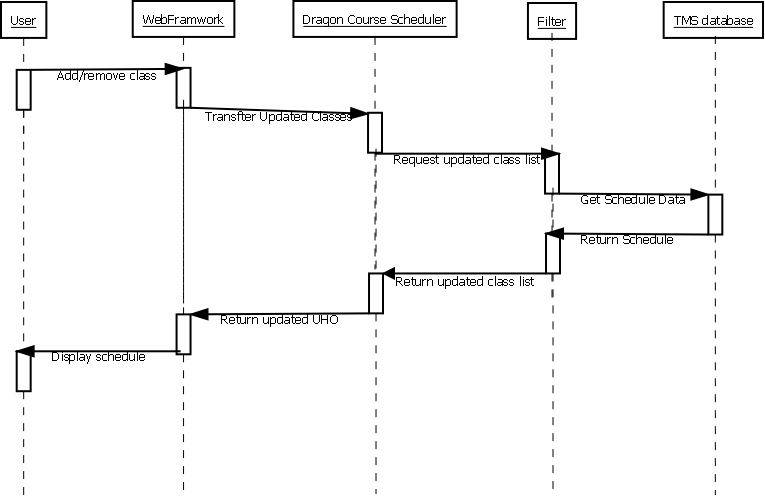 User
WebFramwork
Dragon Course Scheduler
Filter
TMS database
Add/remove class
Transfter Updated Classes
Request updated class list
Get Schedule Data
Return Schedule
Return updated class list
Return updated UHO
Display schedule